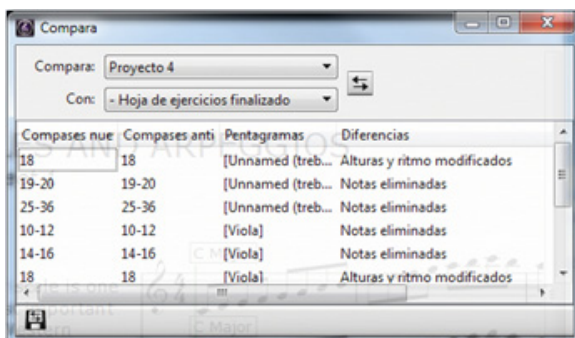 Compara
Compara: Proyecto 4
Con: - Hoja de ejercicios finalizado
Compases nue Compases anti Pentagramas Diferencias
18 18 [Unnamed (treb... Alturas y ritmo modificados
19-20 19-20 [Unnamed (treb... Notas eliminadas
25-36 25-36 [Unnamed (treb... Notas eliminadas
10-12 10-12 [Viola] Notas eliminadas
14-16 14-16 [Viola] Notas eliminadas
18 18 [Viola] Alturas y ritmo modificados
AND ARPEGGIOS
C Major